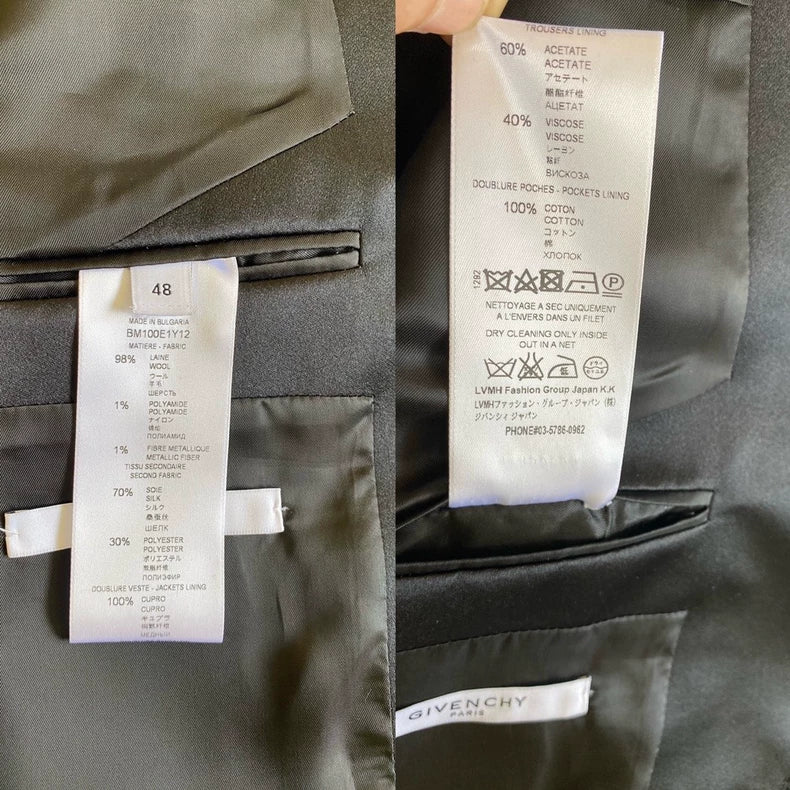 48
MADE IN BULGARIA
BM100E1Y12
MATIERE - FABRIC
98% LAINE
WOOL
ウール
羊毛
ШЕРСТЬ
1% POLYAMIDE
POLYAMIDE
ナイロン
ПОЛИАМИД
1% FIBRE METALLIQUE
METALLIC FIBER
TISSU SECONDAIRE
SECOND FABRIC
70% SOIE
SILK
シルク
桑蚕丝
ШЕЛК
30% POLYESTER
POLYESTER
ポリエステル
聚酯纤维
ПОЛИЭФИР
DOUBLURE VESTE - JACKETS LINING
100% CUPRO
CUPRO
キュプラ
铜氨纤维
МЕДНЫЙ
TROUSERS LINING
60% ACETATE
ACETATE
アセテート
醋酯纤维
АЦЕТАТ
40% VISCOSE
VISCOSE
レーヨン
ВИСКОЗА
DOUBLURE POCHES - POCKETS LINING
100% COTON
COTTON
コットン
棉
ХЛОПОК
1292
P
NETTOYAGE A SEC UNIQUEMENT
A L'ENVERS DANS UN FILET
DRY CLEANING ONLY INSIDE
OUT IN A NET
LVMH Fashion Group Japan K.K
LVMHファッション・グループ・ジャパン(株)
ジバンシィ ジャパン
PHONE#03-5786-0962
GIVENCHY
PARIS